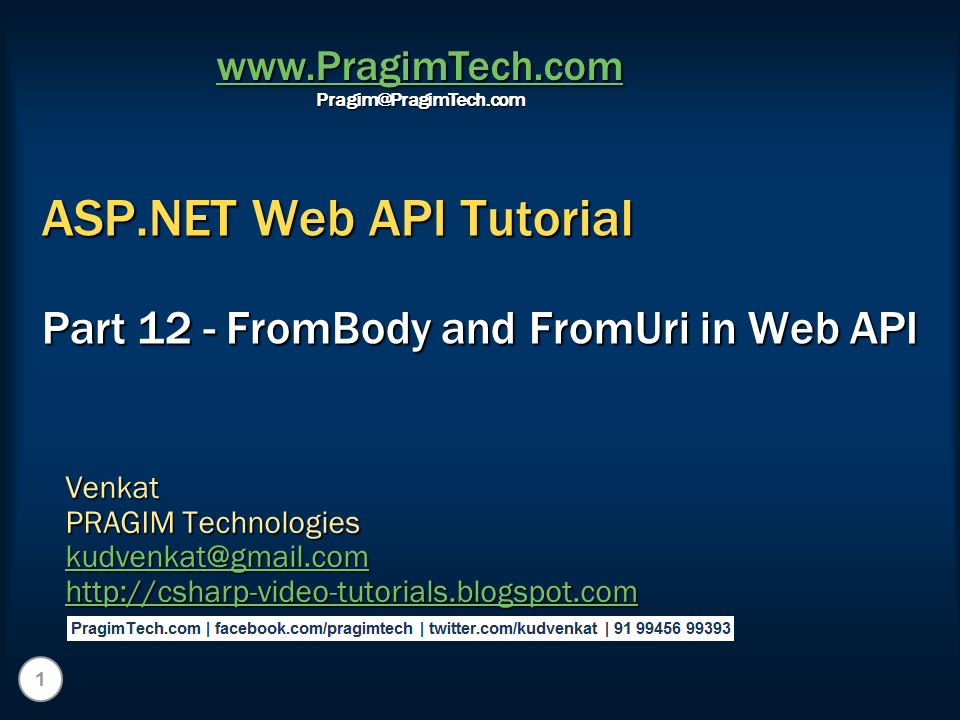 www.PragimTech.com
Pragim@PragimTech.com
ASP.NET Web API Tutorial
Part 12 - FromBody and FromUri in Web API
Venkat
PRAGIM Technologies
kudvenkat@gmail.com
http://csharp-video-tutorials.blogspot.com
PragimTech.com | facebook.com/pragimtech | twitter.com/kudvenkat | 91 99456 99393
1